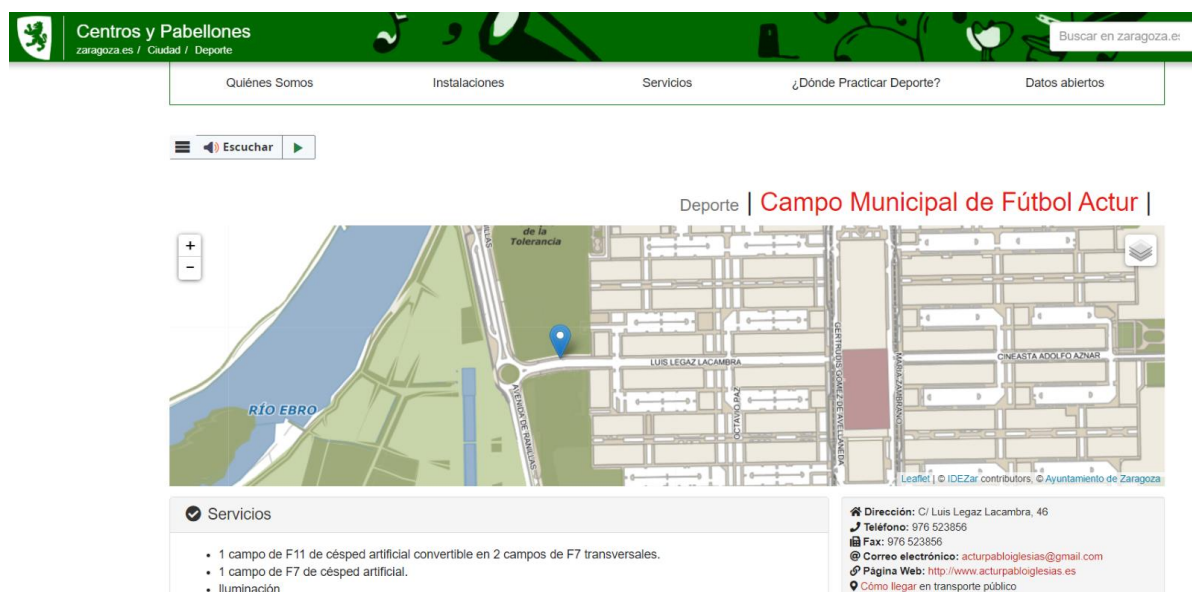 Centros y Pabellones
zaragoza.es / Ciudad / Deporte
Buscar en zaragoza.es
Quiénes Somos Instalaciones Servicios ¿Dónde Practicar Deporte? Datos abiertos
Escuchar
Deporte | Campo Municipal de Fútbol Actur |
+
−
de la
Tolerancia
LUIS LEGAZ LACAMBRA
CINEASTA ADOLFO AZNAR
GERTRUDIS GOMEZ DE AVELLANEDA
MARIA ZAMBRANO
OCTAVIO PAZ
RÍO EBRO
AVENIDA DE RANILLAS
Leaflet | © IDEZar contributors, © Ayuntamiento de Zaragoza
Servicios
• 1 campo de F11 de césped artificial convertible en 2 campos de F7 transversales.
• 1 campo de F7 de césped artificial.
• Iluminación
Dirección: C/ Luis Legaz Lacambra, 46
Teléfono: 976 523856
Fax: 976 523856
Correo electrónico: acturpabloiglesias@gmail.com
Página Web: http://www.acturpabloiglesias.es
Cómo llegar en transporte público